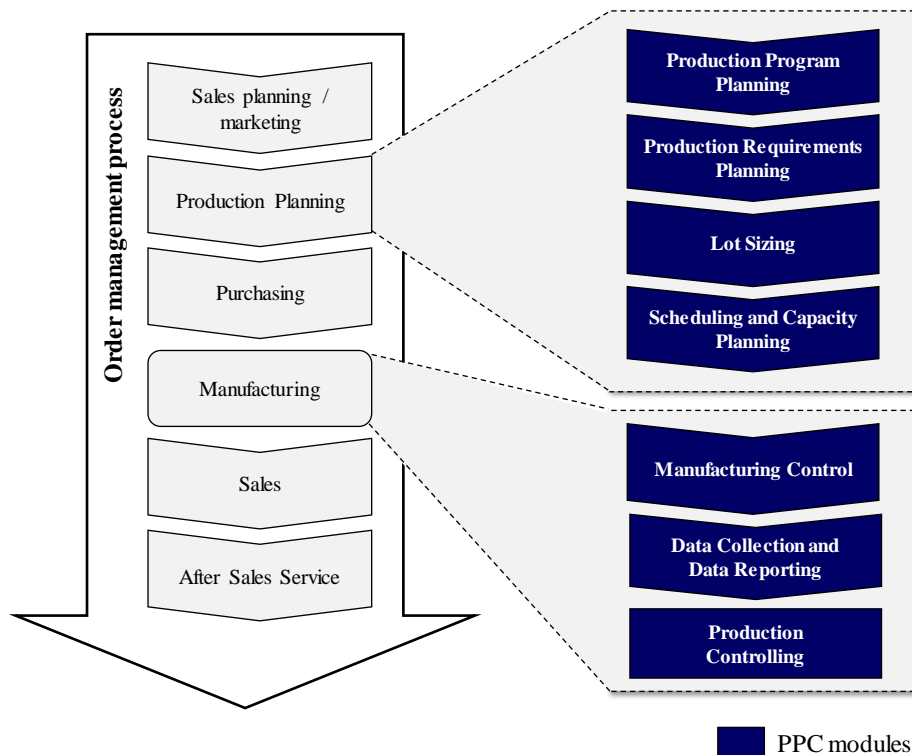 Order management process
Sales planning /
marketing
Production Planning
Purchasing
Manufacturing
Sales
After Sales Service
Production Program
Planning
Production Requirements
Planning
Lot Sizing
Scheduling and Capacity
Planning
Manufacturing Control
Data Collection and
Data Reporting
Production
Controlling
PPC modules